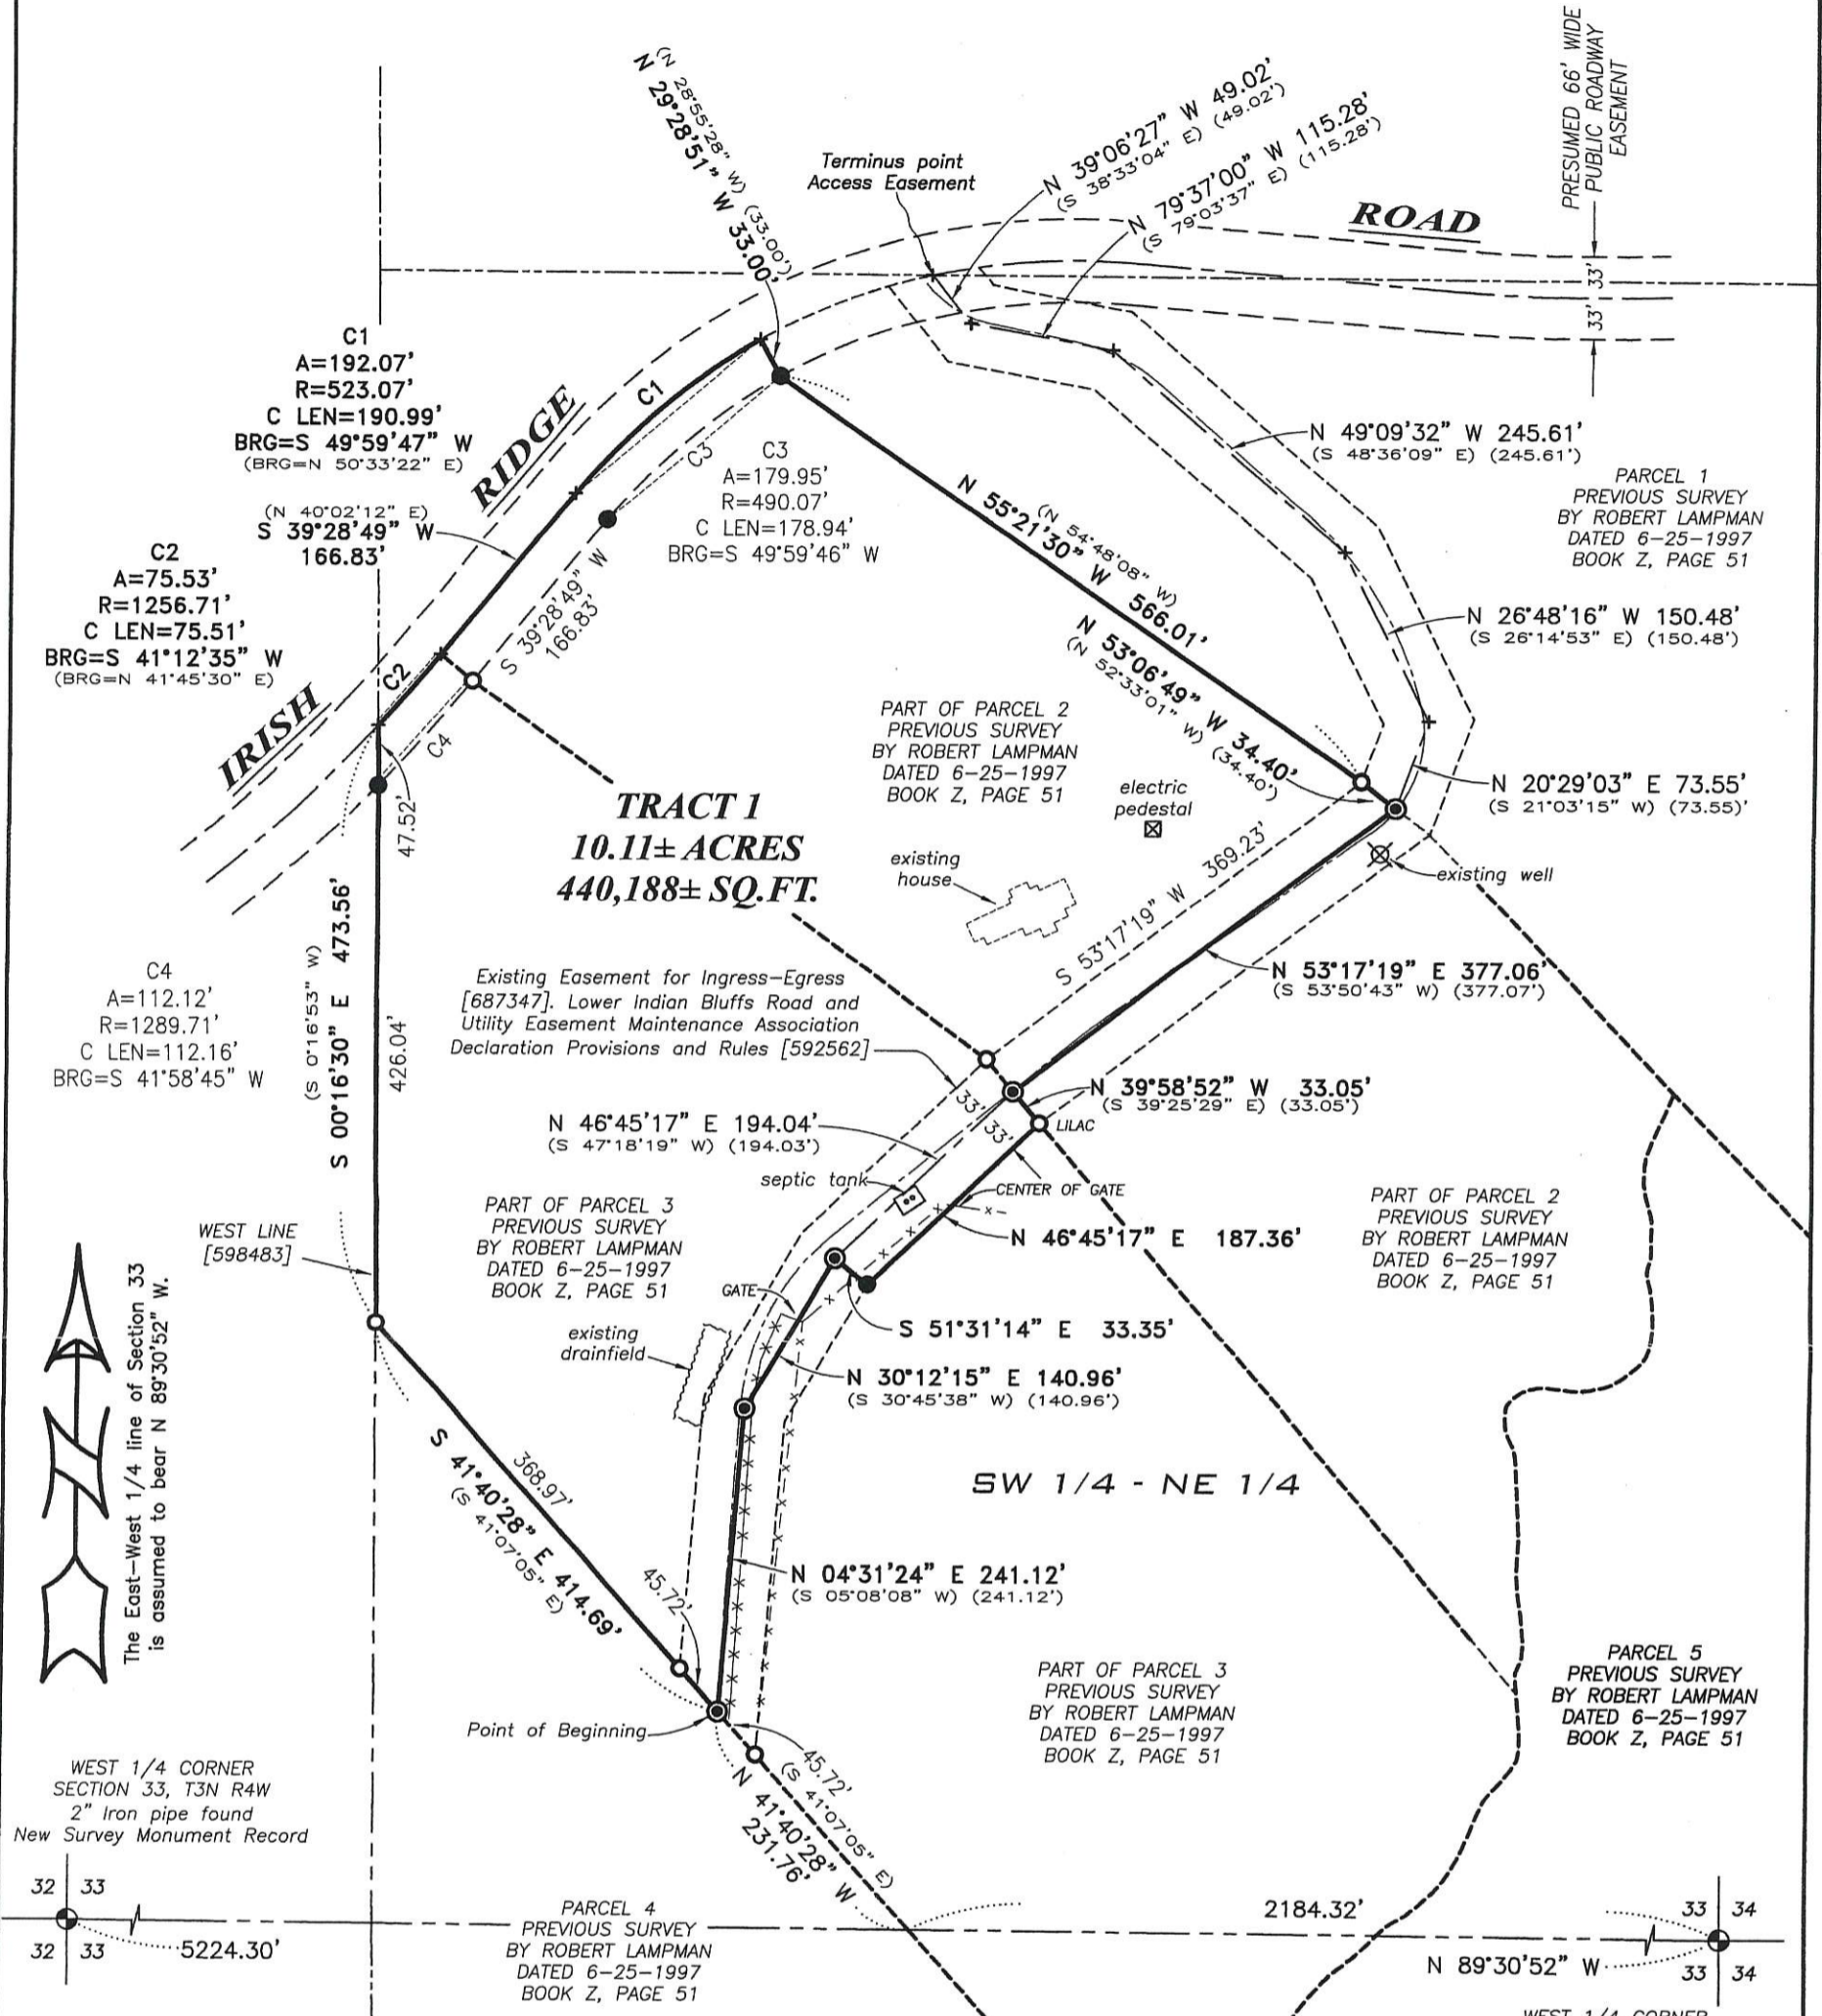 N 29°28'51" W 33.00'
(N 28°55'28" W) (33.00')
Terminus point
Access Easement
N 39°06'27" W 49.02'
(S 38°33'04" E) (49.02')
N 79°37'00" W 115.28'
(S 79°03'37" E) (115.28')
PRESUMED 66' WIDE
PUBLIC ROADWAY
EASEMENT
ROAD
33'
33'
C1
A=192.07'
R=523.07'
C LEN=190.99'
BRG=S 49°59'47" W
(BRG=N 50°33'22" E)
C1
RIDGE
C3
C3
A=179.95'
R=490.07'
C LEN=178.94'
BRG=S 49°59'46" W
N 49°09'32" W 245.61'
(S 48°36'09" E) (245.61')
PARCEL 1
PREVIOUS SURVEY
BY ROBERT LAMPMAN
DATED 6-25-1997
BOOK Z, PAGE 51
(N 40°02'12" E)
S 39°28'49" W
166.83'
C2
A=75.53'
R=1256.71'
C LEN=75.51'
BRG=S 41°12'35" W
(BRG=N 41°45'30" E)
S 39°28'49" W
166.83'
N 55°21'30" W 566.01'
(N 54°48'08" W)
N 53°06'49" W 34.40'
(N 52°33'01" W) (34.40')
N 26°48'16" W 150.48'
(S 26°14'53" E) (150.48')
C2
C4
IRISH
47.52'
PART OF PARCEL 2
PREVIOUS SURVEY
BY ROBERT LAMPMAN
DATED 6-25-1997
BOOK Z, PAGE 51
electric
pedestal
N 20°29'03" E 73.55'
(S 21°03'15" W) (73.55)'
TRACT 1
10.11± ACRES
440,188± SQ.FT.
existing
house
existing well
S 53°17'19" W 369.23'
N 53°17'19" E 377.06'
(S 53°50'43" W) (377.07')
C4
A=112.12'
R=1289.71'
C LEN=112.16'
BRG=S 41°58'45" W
(S 0°16'53" W)
S 00°16'30" E 473.56'
426.04'
Existing Easement for Ingress-Egress
[687347]. Lower Indian Bluffs Road and
Utility Easement Maintenance Association
Declaration Provisions and Rules [592562]
33'
33'
N 39°58'52" W 33.05'
(S 39°25'29" E) (33.05')
LILAC
N 46°45'17" E 194.04'
(S 47°18'19" W) (194.03')
septic tank
CENTER OF GATE
N 46°45'17" E 187.36'
PART OF PARCEL 3
PREVIOUS SURVEY
BY ROBERT LAMPMAN
DATED 6-25-1997
BOOK Z, PAGE 51
PART OF PARCEL 2
PREVIOUS SURVEY
BY ROBERT LAMPMAN
DATED 6-25-1997
BOOK Z, PAGE 51
WEST LINE
[598483]
GATE
S 51°31'14" E 33.35'
existing
drainfield
N 30°12'15" E 140.96'
(S 30°45'38" W) (140.96')
The East-West 1/4 line of Section 33
is assumed to bear N 89°30'52" W.
N
368.97'
S 41°40'28" E 414.69'
(S 41°07'05" E)
45.72'
SW 1/4 - NE 1/4
N 04°31'24" E 241.12'
(S 05°08'08" W) (241.12')
PART OF PARCEL 3
PREVIOUS SURVEY
BY ROBERT LAMPMAN
DATED 6-25-1997
BOOK Z, PAGE 51
PARCEL 5
PREVIOUS SURVEY
BY ROBERT LAMPMAN
DATED 6-25-1997
BOOK Z, PAGE 51
Point of Beginning
45.72'
(S 41°07'05" E)
N 41°40'28" W
231.76'
WEST 1/4 CORNER
SECTION 33, T3N R4W
2" Iron pipe found
New Survey Monument Record
32 33
32 33
5224.30'
PARCEL 4
PREVIOUS SURVEY
BY ROBERT LAMPMAN
DATED 6-25-1997
BOOK Z, PAGE 51
2184.32'
N 89°30'52" W
33 34
33 34
WEST 1/4 CORNER